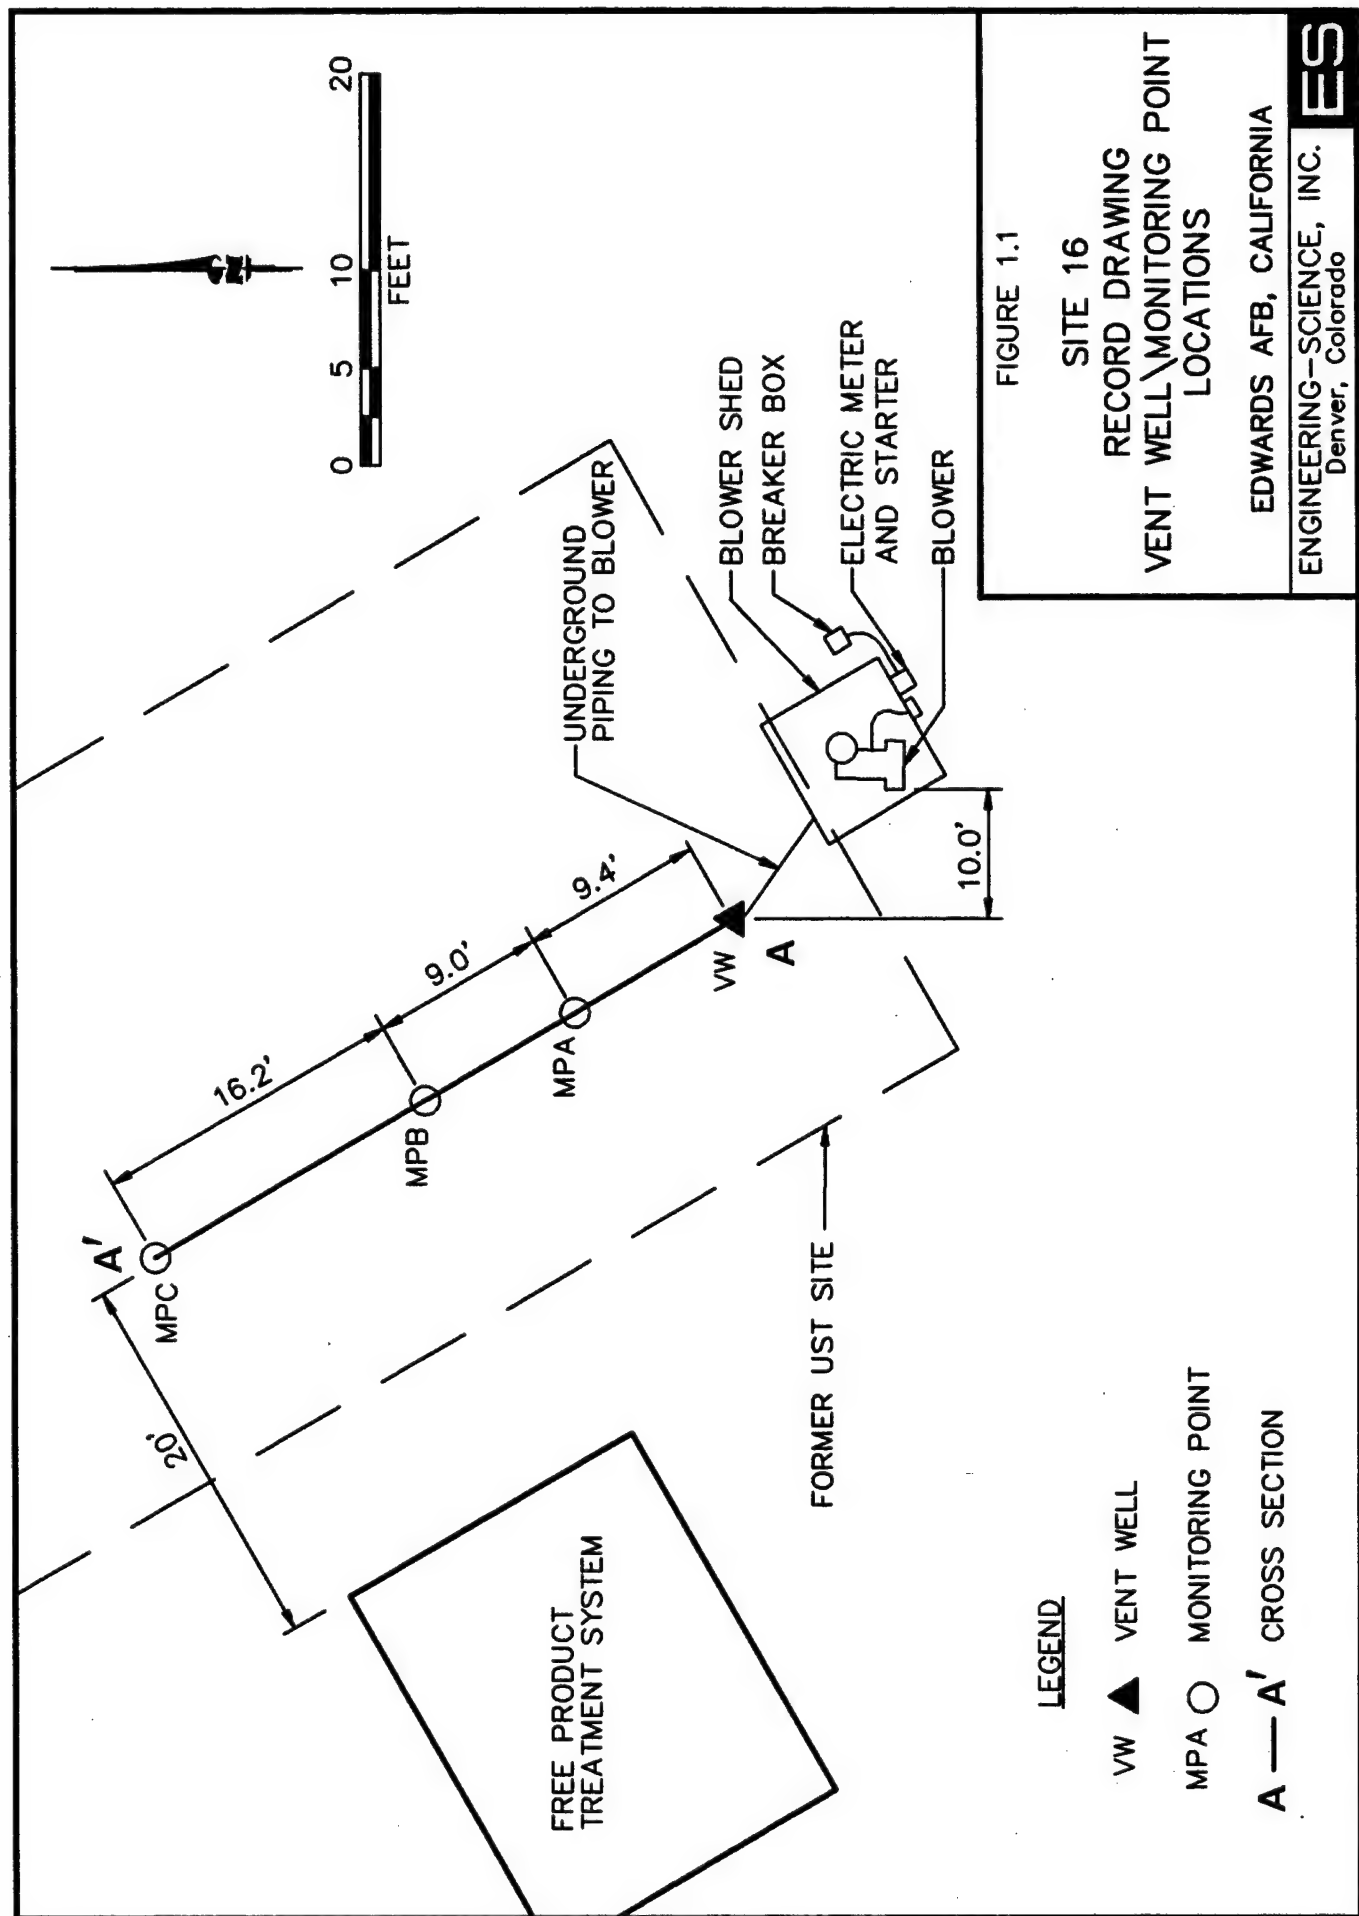 0 5 10 20
FEET
N
UNDERGROUND
PIPING TO BLOWER
BLOWER SHED
BREAKER BOX
ELECTRIC METER
AND STARTER
BLOWER
10.0'
9.4'
9.0'
16.2'
20'
A'
MPC
MPB
MPA
VW
A
FORMER UST SITE
FREE PRODUCT
TREATMENT SYSTEM
LEGEND
VW VENT WELL
MPA MONITORING POINT
A — A' CROSS SECTION
FIGURE 1.1
SITE 16
RECORD DRAWING
VENT WELL\MONITORING POINT
LOCATIONS
EDWARDS AFB, CALIFORNIA
ENGINEERING-SCIENCE, INC.
Denver, Colorado
ES